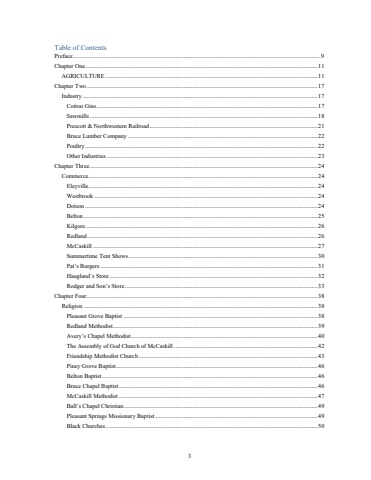 Table of Contents
Preface....................9
Chapter One....................11
AGRICULTURE....................11
Chapter Two....................17
Industry....................17
Cotton Gins....................17
Sawmills....................18
Prescott & Northwestern Railroad....................21
Bruce Lumber Company....................22
Poultry....................22
Other Industries....................23
Chapter Three....................24
Commerce....................24
Eleyville....................24
Westbrook....................24
Dotson....................24
Belton....................25
Kilgore....................26
Redland....................26
McCaskill....................27
Summertime Tent Shows....................30
Pat's Burgers....................31
Haugland's Store....................32
Rodger and Son's Store....................33
Chapter Four....................38
Religion....................38
Pleasant Grove Baptist....................38
Redland Methodist....................39
Avery's Chapel Methodist....................40
The Assembly of God Church of McCaskill....................42
Friendship Methodist Church....................43
Piney Grove Baptist....................46
Belton Baptist....................46
Bruce Chapel Baptist....................46
McCaskill Methodist....................47
Ball's Chapel Christian....................49
Pleasant Springs Missionary Baptist....................49
Black Churches....................50
3